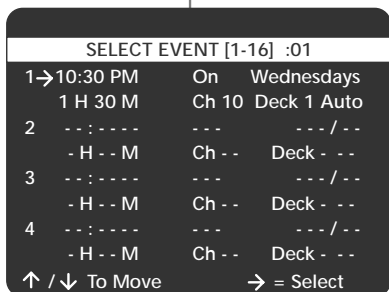 SELECT EVENT [1-16] :01
1→10:30 PM On Wednesdays
1 H 30 M Ch 10 Deck 1 Auto
2 - - : - - - - - - - - - - / - -
- H - - M Ch - - Deck - - -
3 - - : - - - - - - - - - - / - -
- H - - M Ch - - Deck - - -
4 - - : - - - - - - - - - - / - -
- H - - M Ch - - Deck - - -
↑ / ↓ To Move → = Select